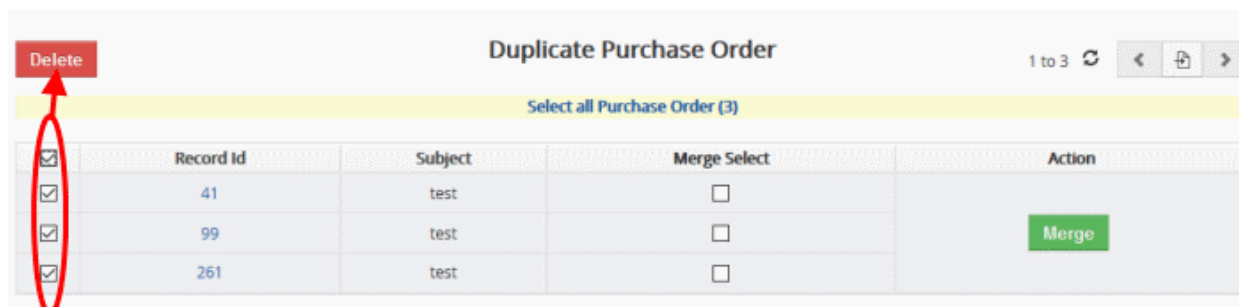 Delete
Duplicate Purchase Order
1 to 3
Select all Purchase Order (3)
Record Id Subject Merge Select Action
41 test
99 test Merge
261 test